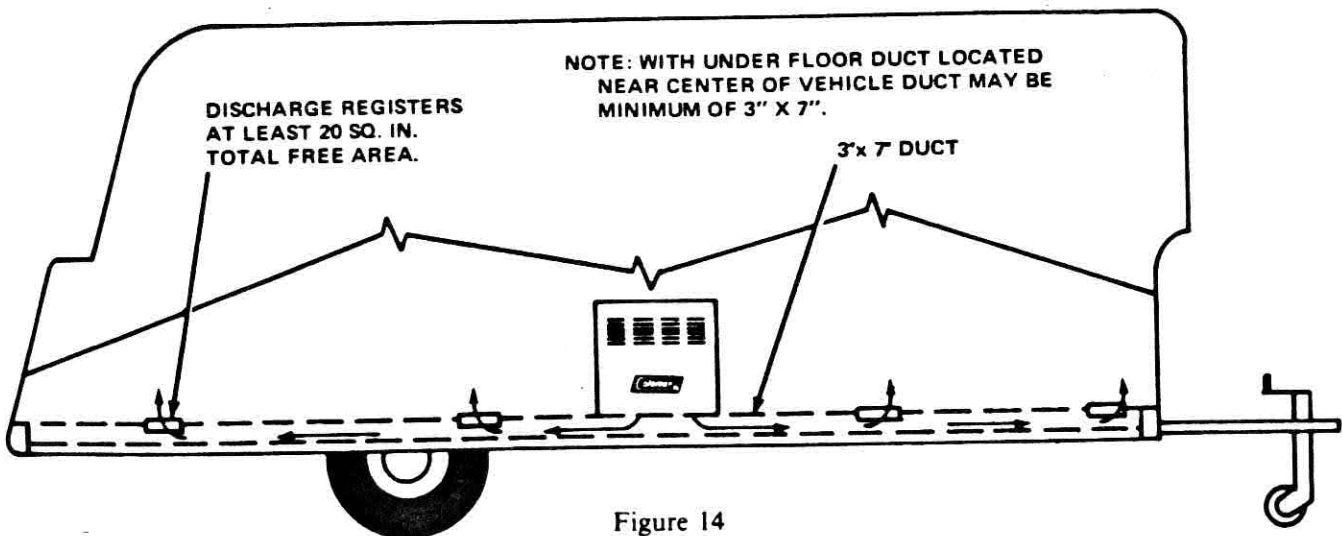 NOTE: WITH UNDER FLOOR DUCT LOCATED
NEAR CENTER OF VEHICLE DUCT MAY BE
MINIMUM OF 3" X 7".
DISCHARGE REGISTERS
AT LEAST 20 SQ. IN.
TOTAL FREE AREA.
3"x 7" DUCT
Figure 14